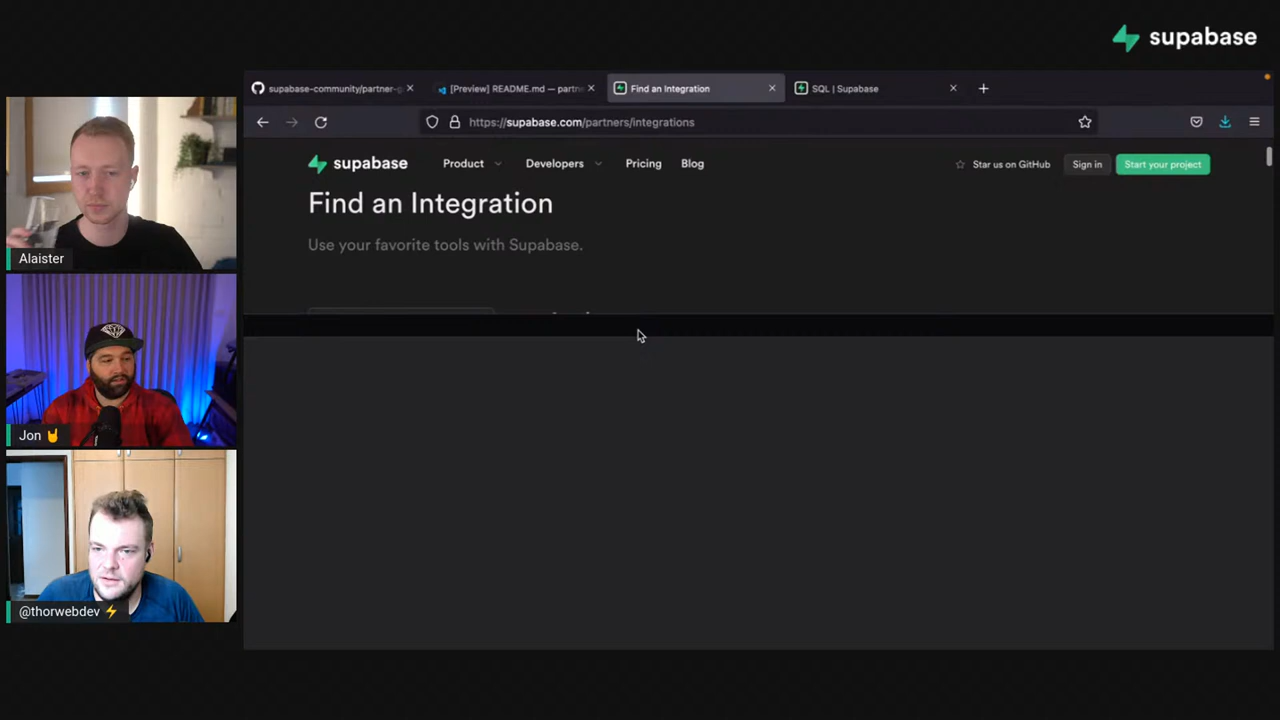 supabase
supabase-community/partner-g
[Preview] README.md — partne
Find an Integration
SQL | Supabase
https://supabase.com/partners/integrations
supabase
Product
Developers
Pricing
Blog
Star us on GitHub
Sign in
Start your project
Find an Integration
Use your favorite tools with Supabase.
Alaister
Jon 🤘
@thorwebdev ⚡